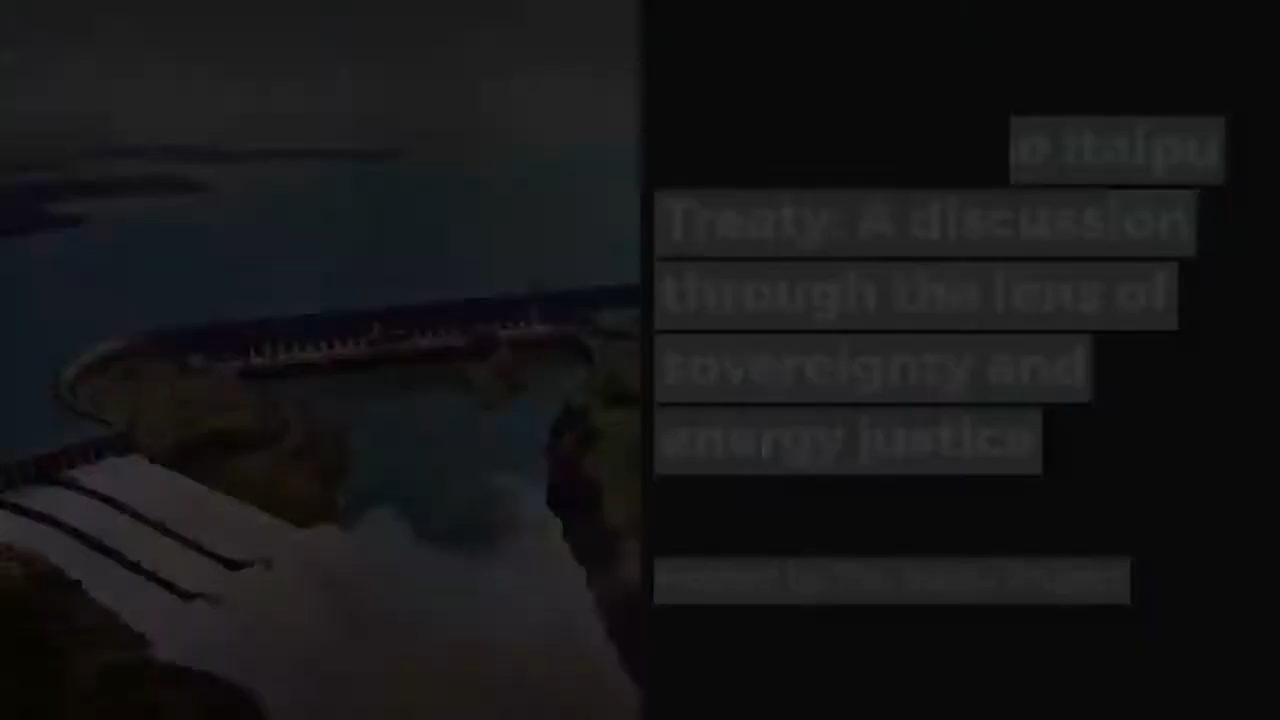 e Itaipu
Treaty: A discussion
through the lens of
sovereignty and
energy justice